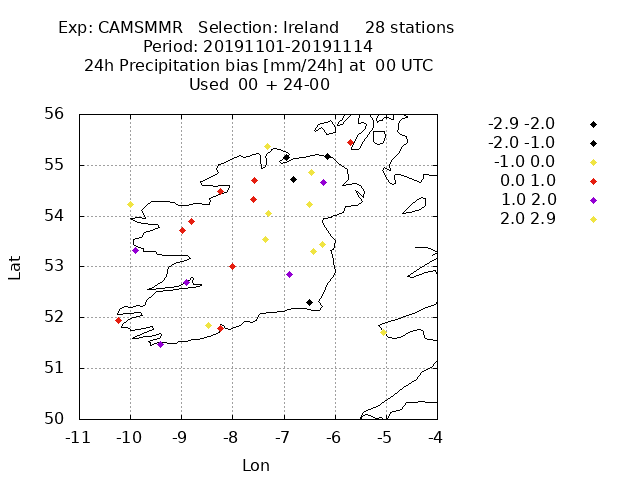 Exp: CAMSMMR Selection: Ireland 28 stations
Period: 20191101-20191114
24h Precipitation bias [mm/24h] at 00 UTC
Used 00 + 24-00
56
55
54
53
52
51
50
-11 -10 -9 -8 -7 -6 -5 -4
Lat
Lon
-2.9 -2.0
-2.0 -1.0
-1.0 0.0
0.0 1.0
1.0 2.0
2.0 2.9